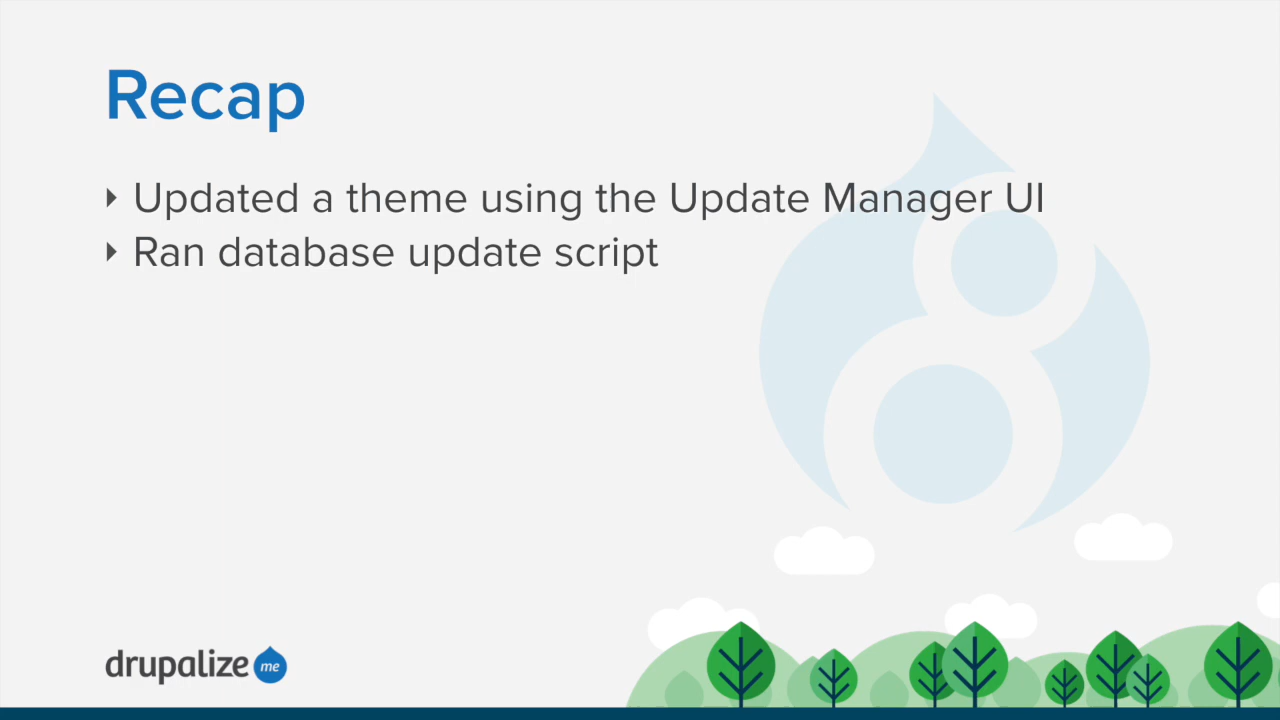 Recap
Updated a theme using the Update Manager UI
Ran database update script
drupalize me